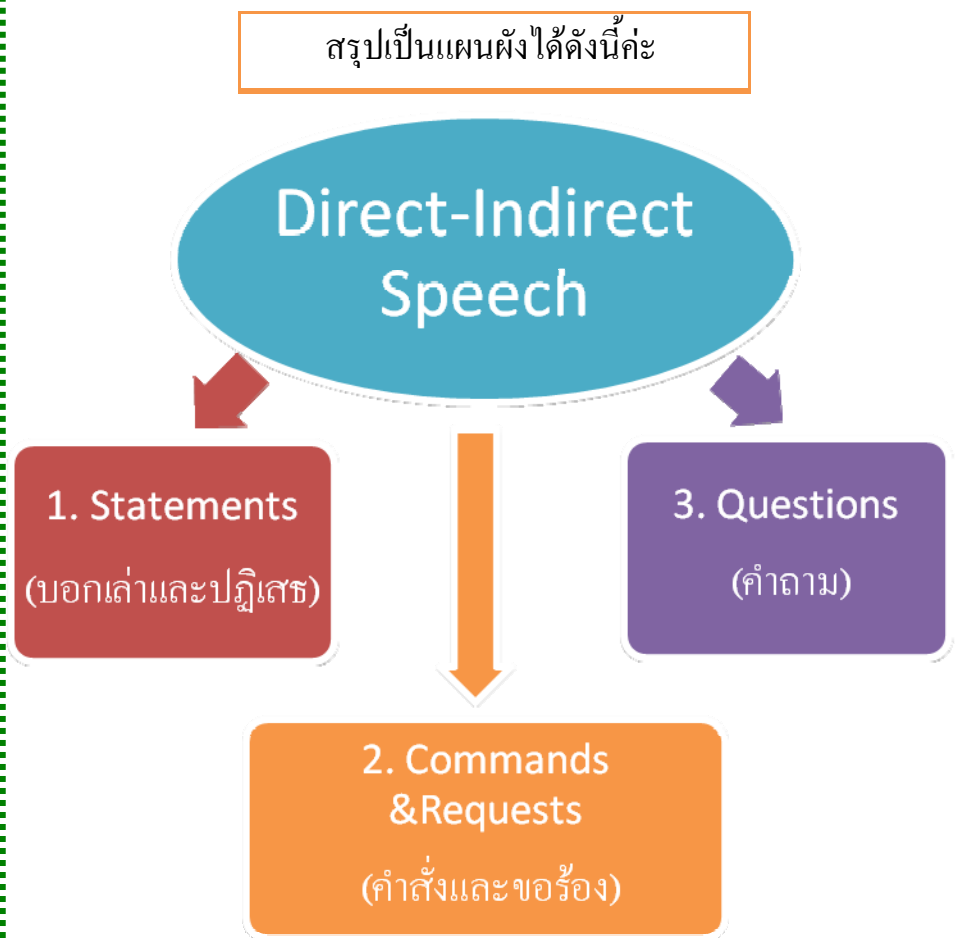 สรุปเป็นแผนผังได้ดังนี้ค่ะ
Direct-Indirect
Speech
1. Statements
(บอกเล่าและปฏิเสธ)
2. Commands
&Requests
(คำสั่งและขอร้อง)
3. Questions
(คำถาม)